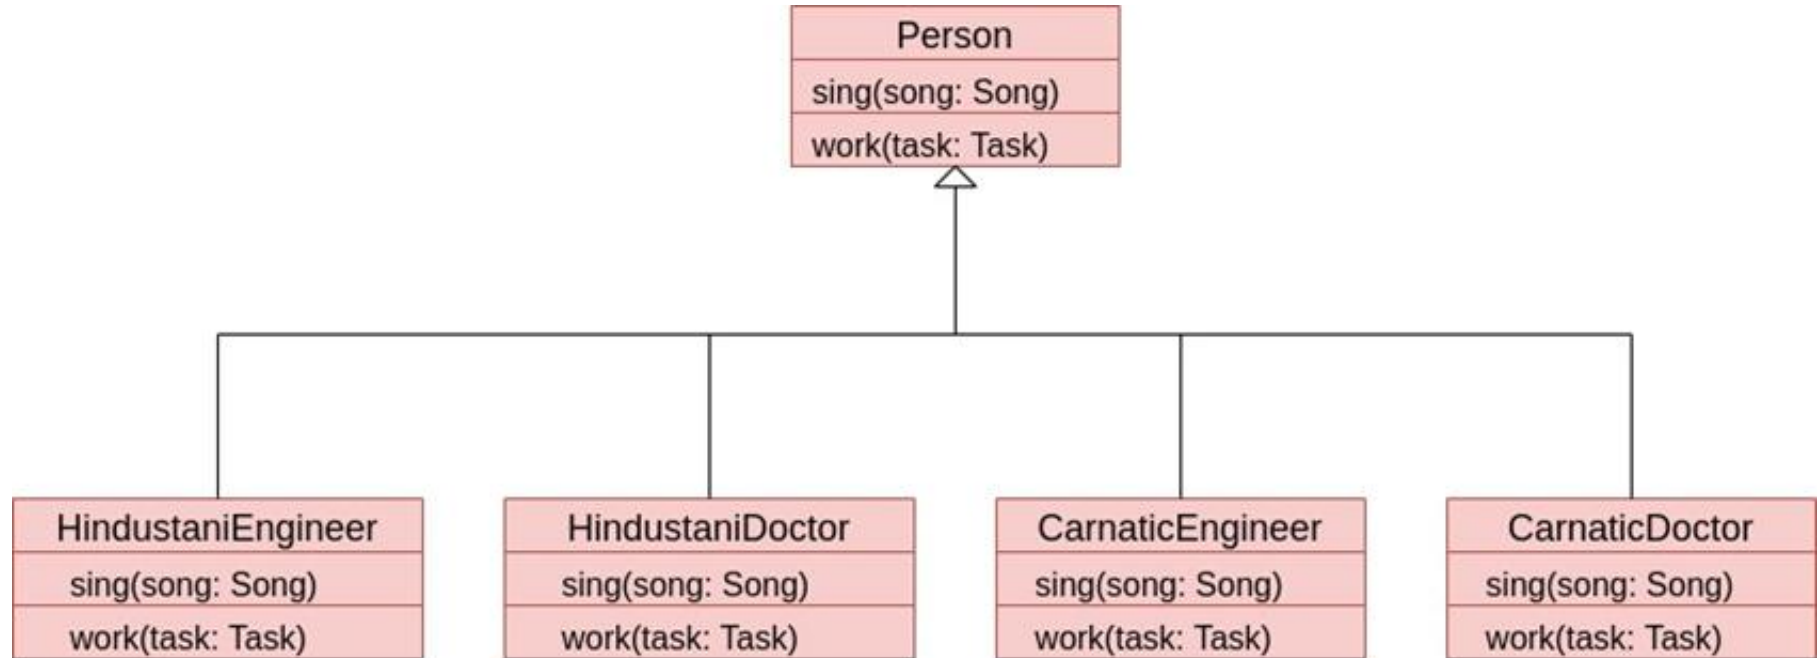 Person
sing(song: Song)
work(task: Task)
HindustaniEngineer
sing(song: Song)
work(task: Task)
HindustaniDoctor
sing(song: Song)
work(task: Task)
CarnaticEngineer
sing(song: Song)
work(task: Task)
CarnaticDoctor
sing(song: Song)
work(task: Task)